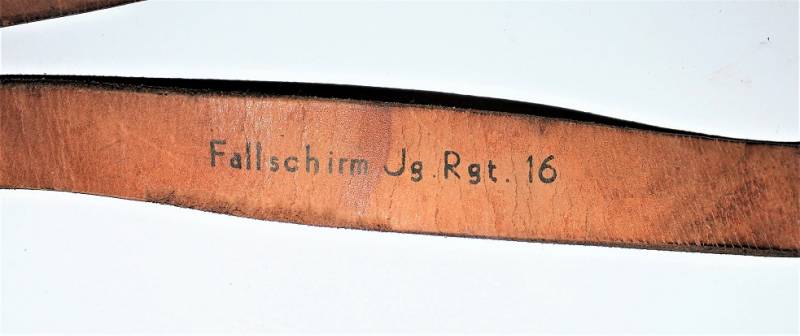 Fallschirm Jg. Rgt. 16